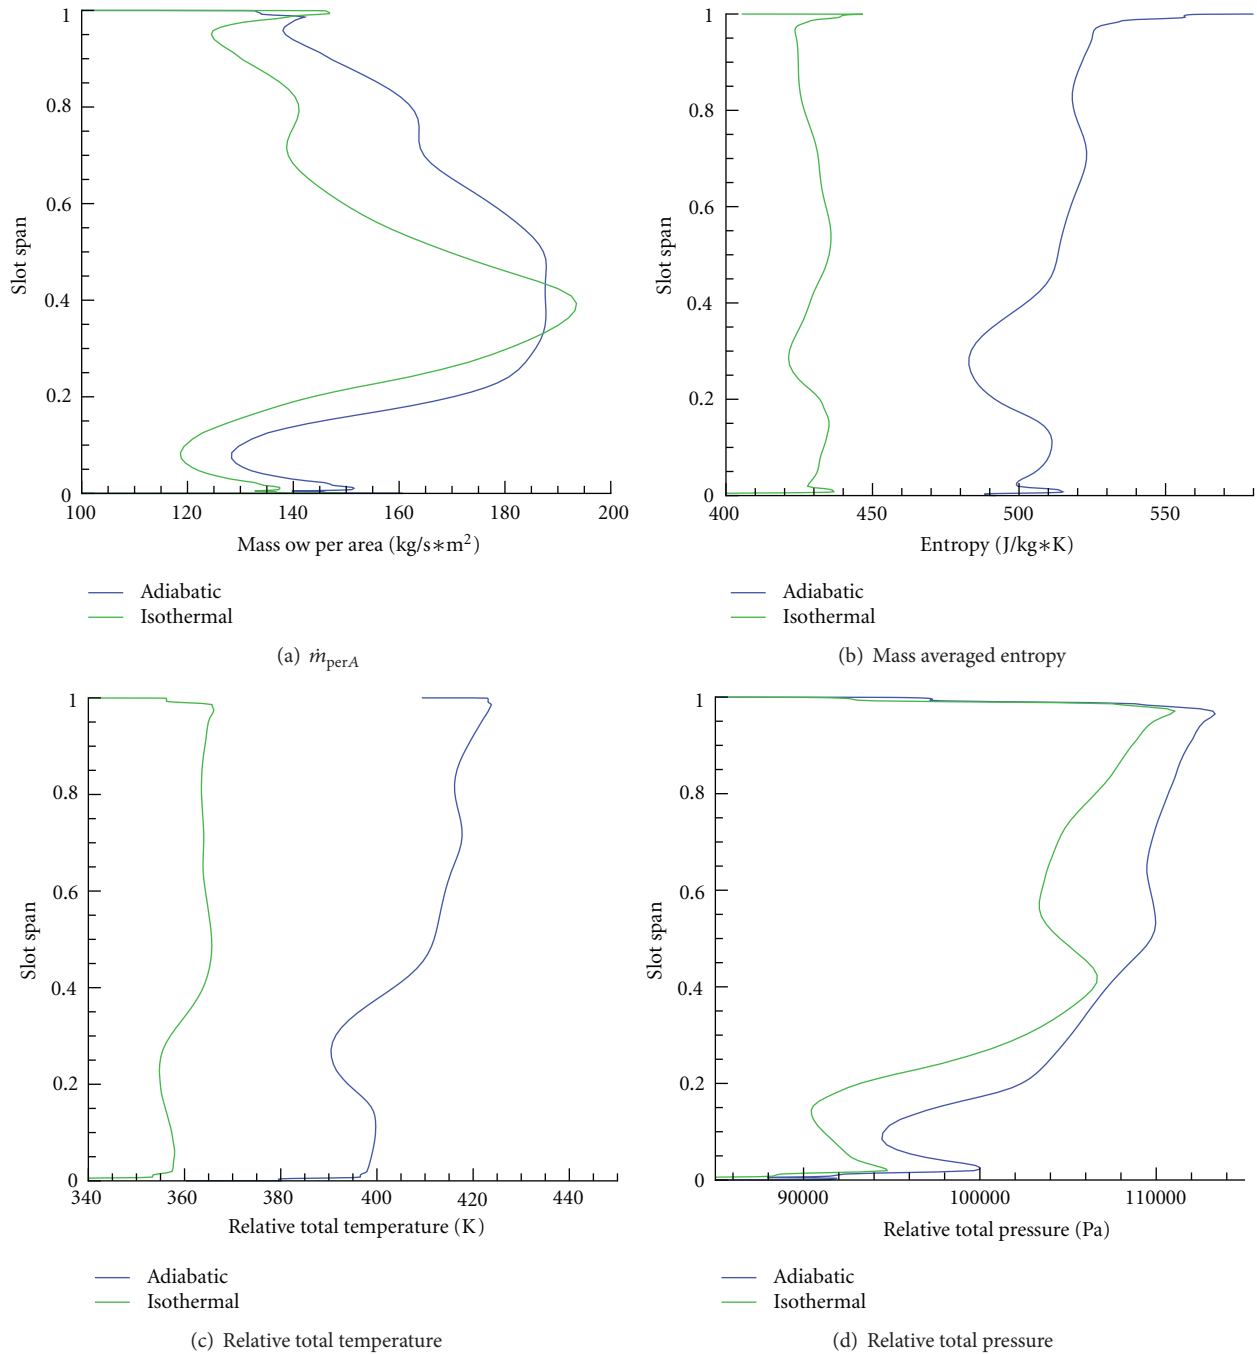 1
0.8
0.6
0.4
0.2
0
Slot span
100 120 140 160 180 200
Mass ow per area (kg/s∗m²)
Adiabatic
Isothermal
(a) ṁperA
1
0.8
0.6
0.4
0.2
0
Slot span
400 450 500 550
Entropy (J/kg∗K)
Adiabatic
Isothermal
(b) Mass averaged entropy
1
0.8
0.6
0.4
0.2
0
Slot span
340 360 380 400 420 440
Relative total temperature (K)
Adiabatic
Isothermal
(c) Relative total temperature
1
0.8
0.6
0.4
0.2
0
Slot span
90000 100000 110000
Relative total pressure (Pa)
Adiabatic
Isothermal
(d) Relative total pressure